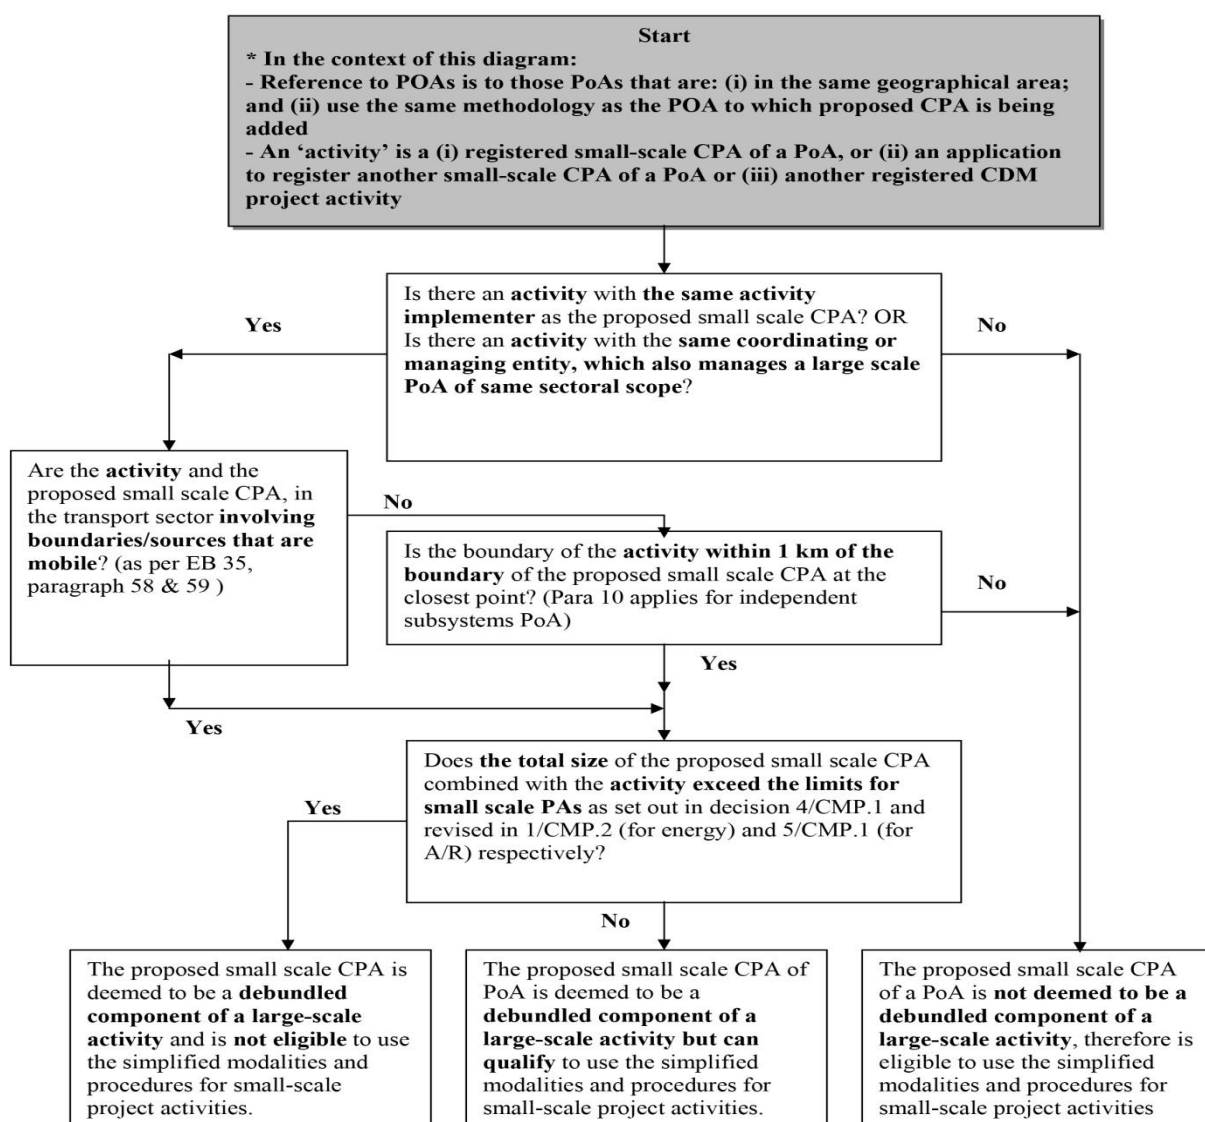 Start
* In the context of this diagram:
- Reference to POAs is to those PoAs that are: (i) in the same geographical area;
and (ii) use the same methodology as the POA to which proposed CPA is being
added
- An ‘activity’ is a (i) registered small-scale CPA of a PoA, or (ii) an application
to register another small-scale CPA of a PoA or (iii) another registered CDM
project activity
Is there an activity with the same activity
implementer as the proposed small scale CPA? OR
Is there an activity with the same coordinating or
managing entity, which also manages a large scale
PoA of same sectoral scope?
Yes
No
Are the activity and the
proposed small scale CPA, in
the transport sector involving
boundaries/sources that are
mobile? (as per EB 35,
paragraph 58 & 59 )
No
Is the boundary of the activity within 1 km of the
boundary of the proposed small scale CPA at the
closest point? (Para 10 applies for independent
subsystems PoA)
No
Yes
Yes
Does the total size of the proposed small scale CPA
combined with the activity exceed the limits for
small scale PAs as set out in decision 4/CMP.1 and
revised in 1/CMP.2 (for energy) and 5/CMP.1 (for
A/R) respectively?
Yes
No
The proposed small scale CPA is
deemed to be a debundled
component of a large-scale
activity and is not eligible to use
the simplified modalities and
procedures for small-scale
project activities.
The proposed small scale CPA of
PoA is deemed to be a
debundled component of a
large-scale activity but can
qualify to use the simplified
modalities and procedures for
small-scale project activities.
The proposed small scale CPA
of a PoA is not deemed to be a
debundled component of a
large-scale activity, therefore is
eligible to use the simplified
modalities and procedures for
small-scale project activities